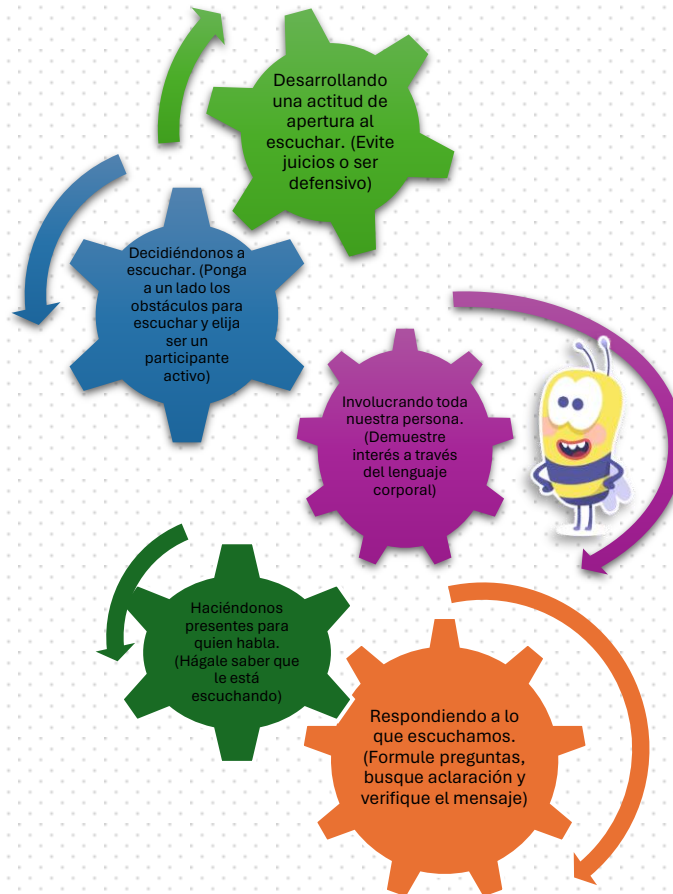 Desarrollando
una actitud de
apertura al
escuchar. (Evite
juicios o ser
defensivo)
Decidiéndonos a
escuchar. (Ponga
a un lado los
obstáculos para
escuchar y elija
ser un
participante
activo)
Involucrando toda
nuestra persona.
(Demuestre
interés a través
del lenguaje
corporal)
Haciéndonos
presentes para
quien habla.
(Hágale saber que
le está
escuchando)
Respondiendo a lo
que escuchamos.
(Formule preguntas,
busque aclaración y
verifique el mensaje)